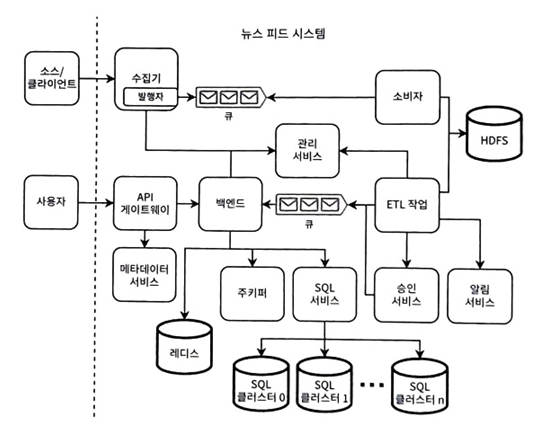 뉴스 피드 시스템
소스/
클라이언트
수집기
발행자
큐
소비자
HDFS
관리
서비스
사용자
API
게이트웨이
백엔드
큐
ETL 작업
메타데이터
서비스
주키퍼
SQL
서비스
승인
서비스
알림
서비스
레디스
SQL
클러스터 0
SQL
클러스터 1
SQL
클러스터 n